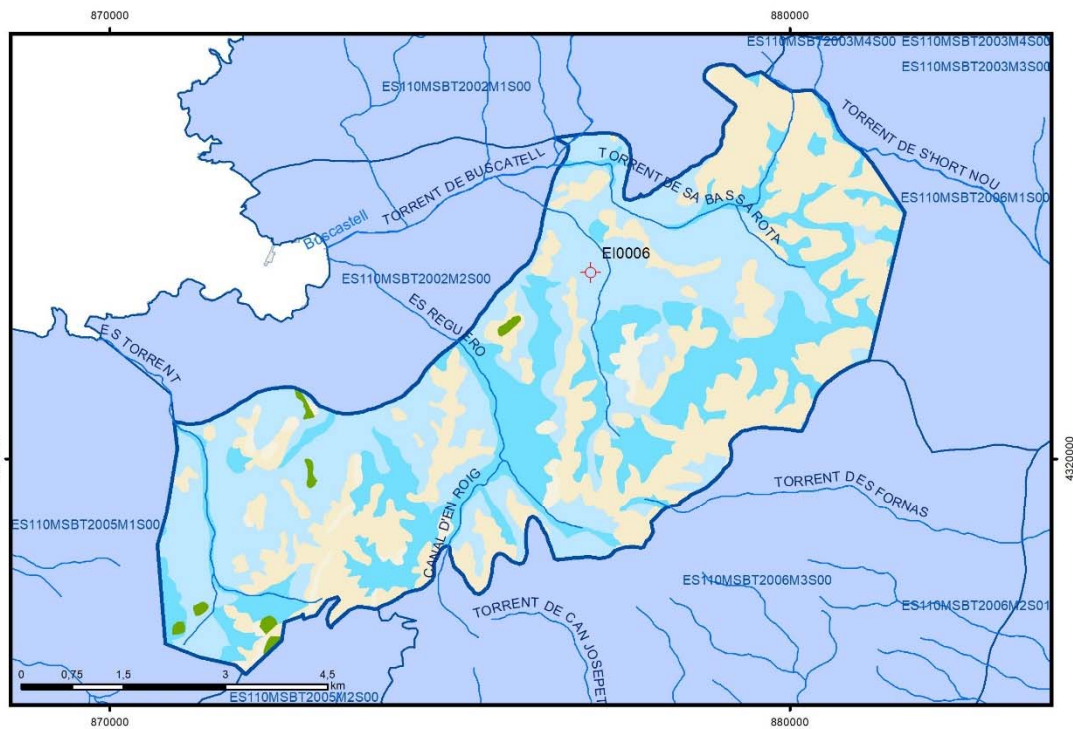 870000
880000
ES110MSBT2003M4S00
ES110MSBT2003M4S00
ES110MSBT2003M3S00
ES110MSBT2002M1S00
TORRENT DE S'HORT NOU
TORRENT DE BUSCATELL
TORRENT DE SA BASSA ROTA
ES110MSBT2006M1S00
Buscastell
EI0006
ES110MSBT2002M2S00
ES REGUERO
ES TORRENT
4320000
CANAL D'EN ROIG
TORRENT DES FORNAS
ES110MSBT2005M1S00
ES110MSBT2006M3S00
TORRENT DE CAN JOSEPET
ES110MSBT2006M2S01
0 0,75 1,5 3 4,5
km
ES110MSBT2005M2S00
870000
880000